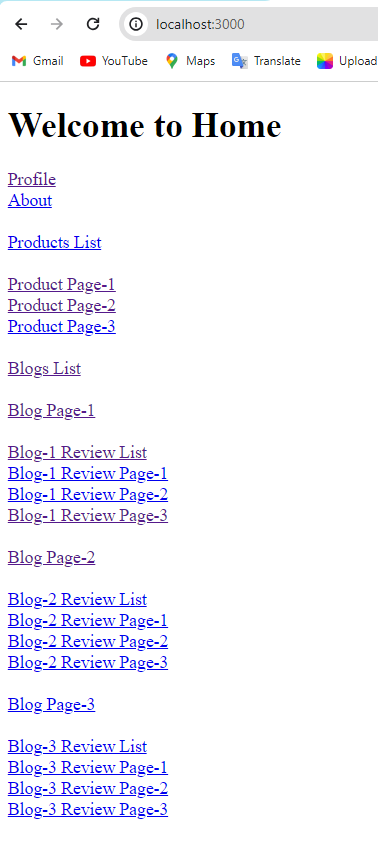 localhost:3000
Gmail YouTube Maps Translate Upload
Welcome to Home
Profile
About
Products List
Product Page-1
Product Page-2
Product Page-3
Blogs List
Blog Page-1
Blog-1 Review List
Blog-1 Review Page-1
Blog-1 Review Page-2
Blog-1 Review Page-3
Blog Page-2
Blog-2 Review List
Blog-2 Review Page-1
Blog-2 Review Page-2
Blog-2 Review Page-3
Blog Page-3
Blog-3 Review List
Blog-3 Review Page-1
Blog-3 Review Page-2
Blog-3 Review Page-3